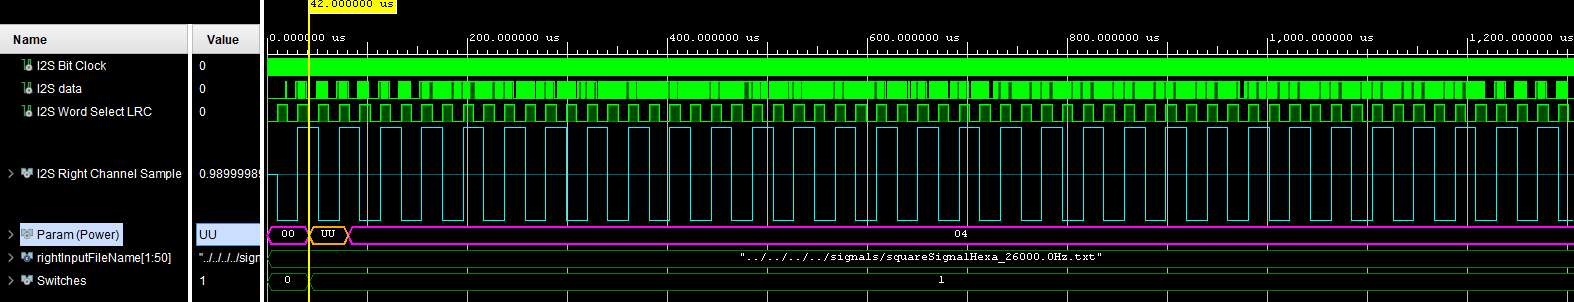 42.000000 us
Name Value
0.000000 us 200.000000 us 400.000000 us 600.000000 us 800.000000 us 1,000.000000 us 1,200.000000 us
I2S Bit Clock 0
I2S data 0
I2S Word Select LRC 0
I2S Right Channel Sample 0.98999989
Param (Power) UU 00 UU 04
rightInputFileName[1:50] "../../../../sign "../../../../signals/squareSignalHexa_26000.0Hz.txt"
Switches 1 0 1